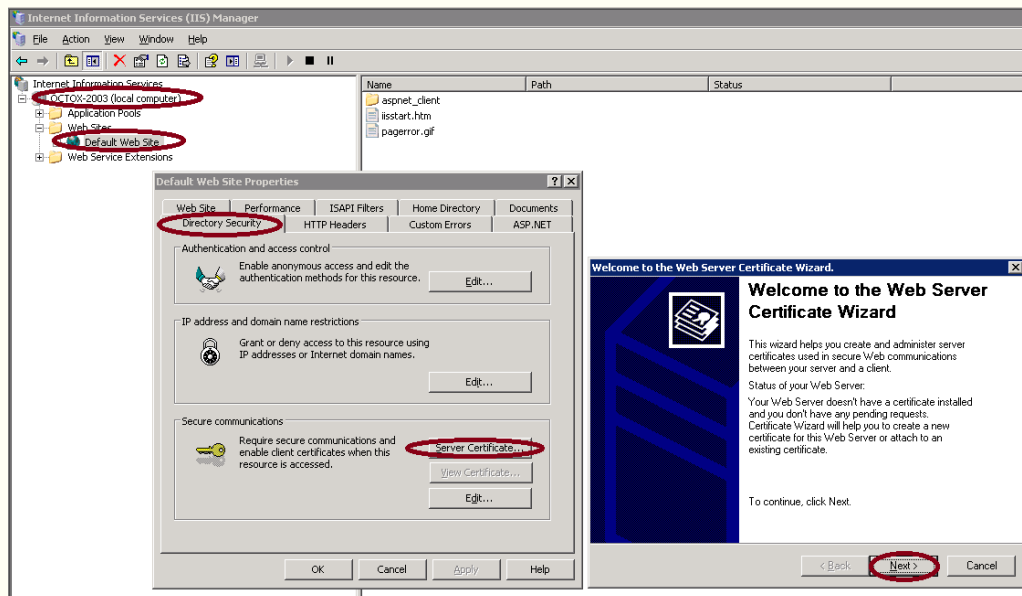 Internet Information Services (IIS) Manager
File Action View Window Help
Internet Information Services
OCTOX-2003 (local computer)
Application Pools
Web Sites
Default Web Site
Web Service Extensions
Name Path Status
aspnet_client
iisstart.htm
pagerror.gif
Default Web Site Properties
Web Site Performance ISAPI Filters Home Directory Documents
Directory Security HTTP Headers Custom Errors ASP.NET
Authentication and access control
Enable anonymous access and edit the
authentication methods for this resource.
Edit...
IP address and domain name restrictions
Grant or deny access to this resource using
IP addresses or Internet domain names.
Edit...
Secure communications
Require secure communications and
enable client certificates when this
resource is accessed.
Server Certificate...
View Certificate...
Edit...
OK Cancel Apply Help
Welcome to the Web Server Certificate Wizard.
Welcome to the Web Server
Certificate Wizard
This wizard helps you create and administer server
certificates used in secure Web communications
between your server and a client.
Status of your Web Server:
Your Web Server doesn't have a certificate installed
and you don't have any pending requests.
Certificate Wizard will help you to create a new
certificate for this Web Server or attach to an
existing certificate.
To continue, click Next.
< Back Next > Cancel